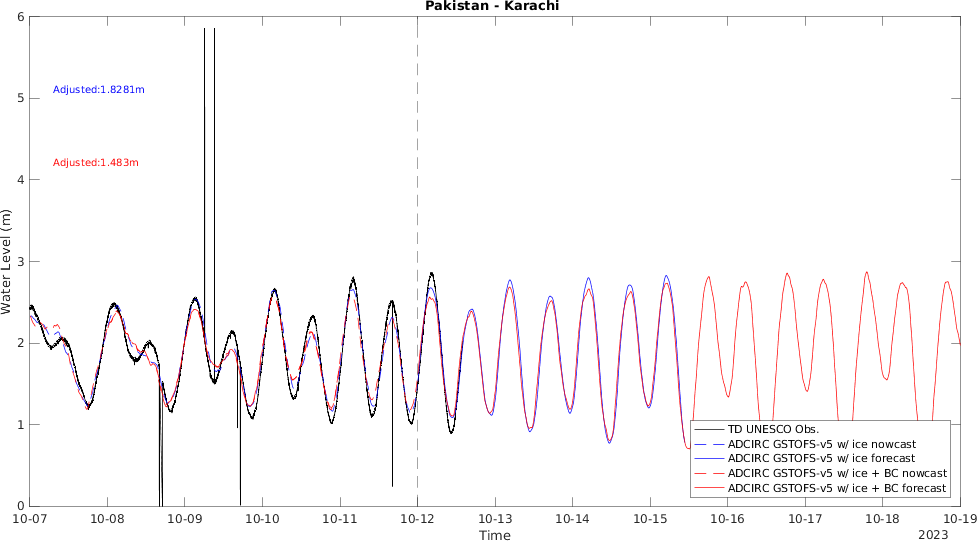 Pakistan - Karachi
6
5
4
3
2
1
0
Water Level (m)
Adjusted:1.8281m
Adjusted:1.483m
TD UNESCO Obs.
ADCIRC GSTOFS-v5 w/ ice nowcast
ADCIRC GSTOFS-v5 w/ ice forecast
ADCIRC GSTOFS-v5 w/ ice + BC nowcast
ADCIRC GSTOFS-v5 w/ ice + BC forecast
10-07 10-08 10-09 10-10 10-11 10-12 10-13 10-14 10-15 10-16 10-17 10-18 10-19
Time
2023